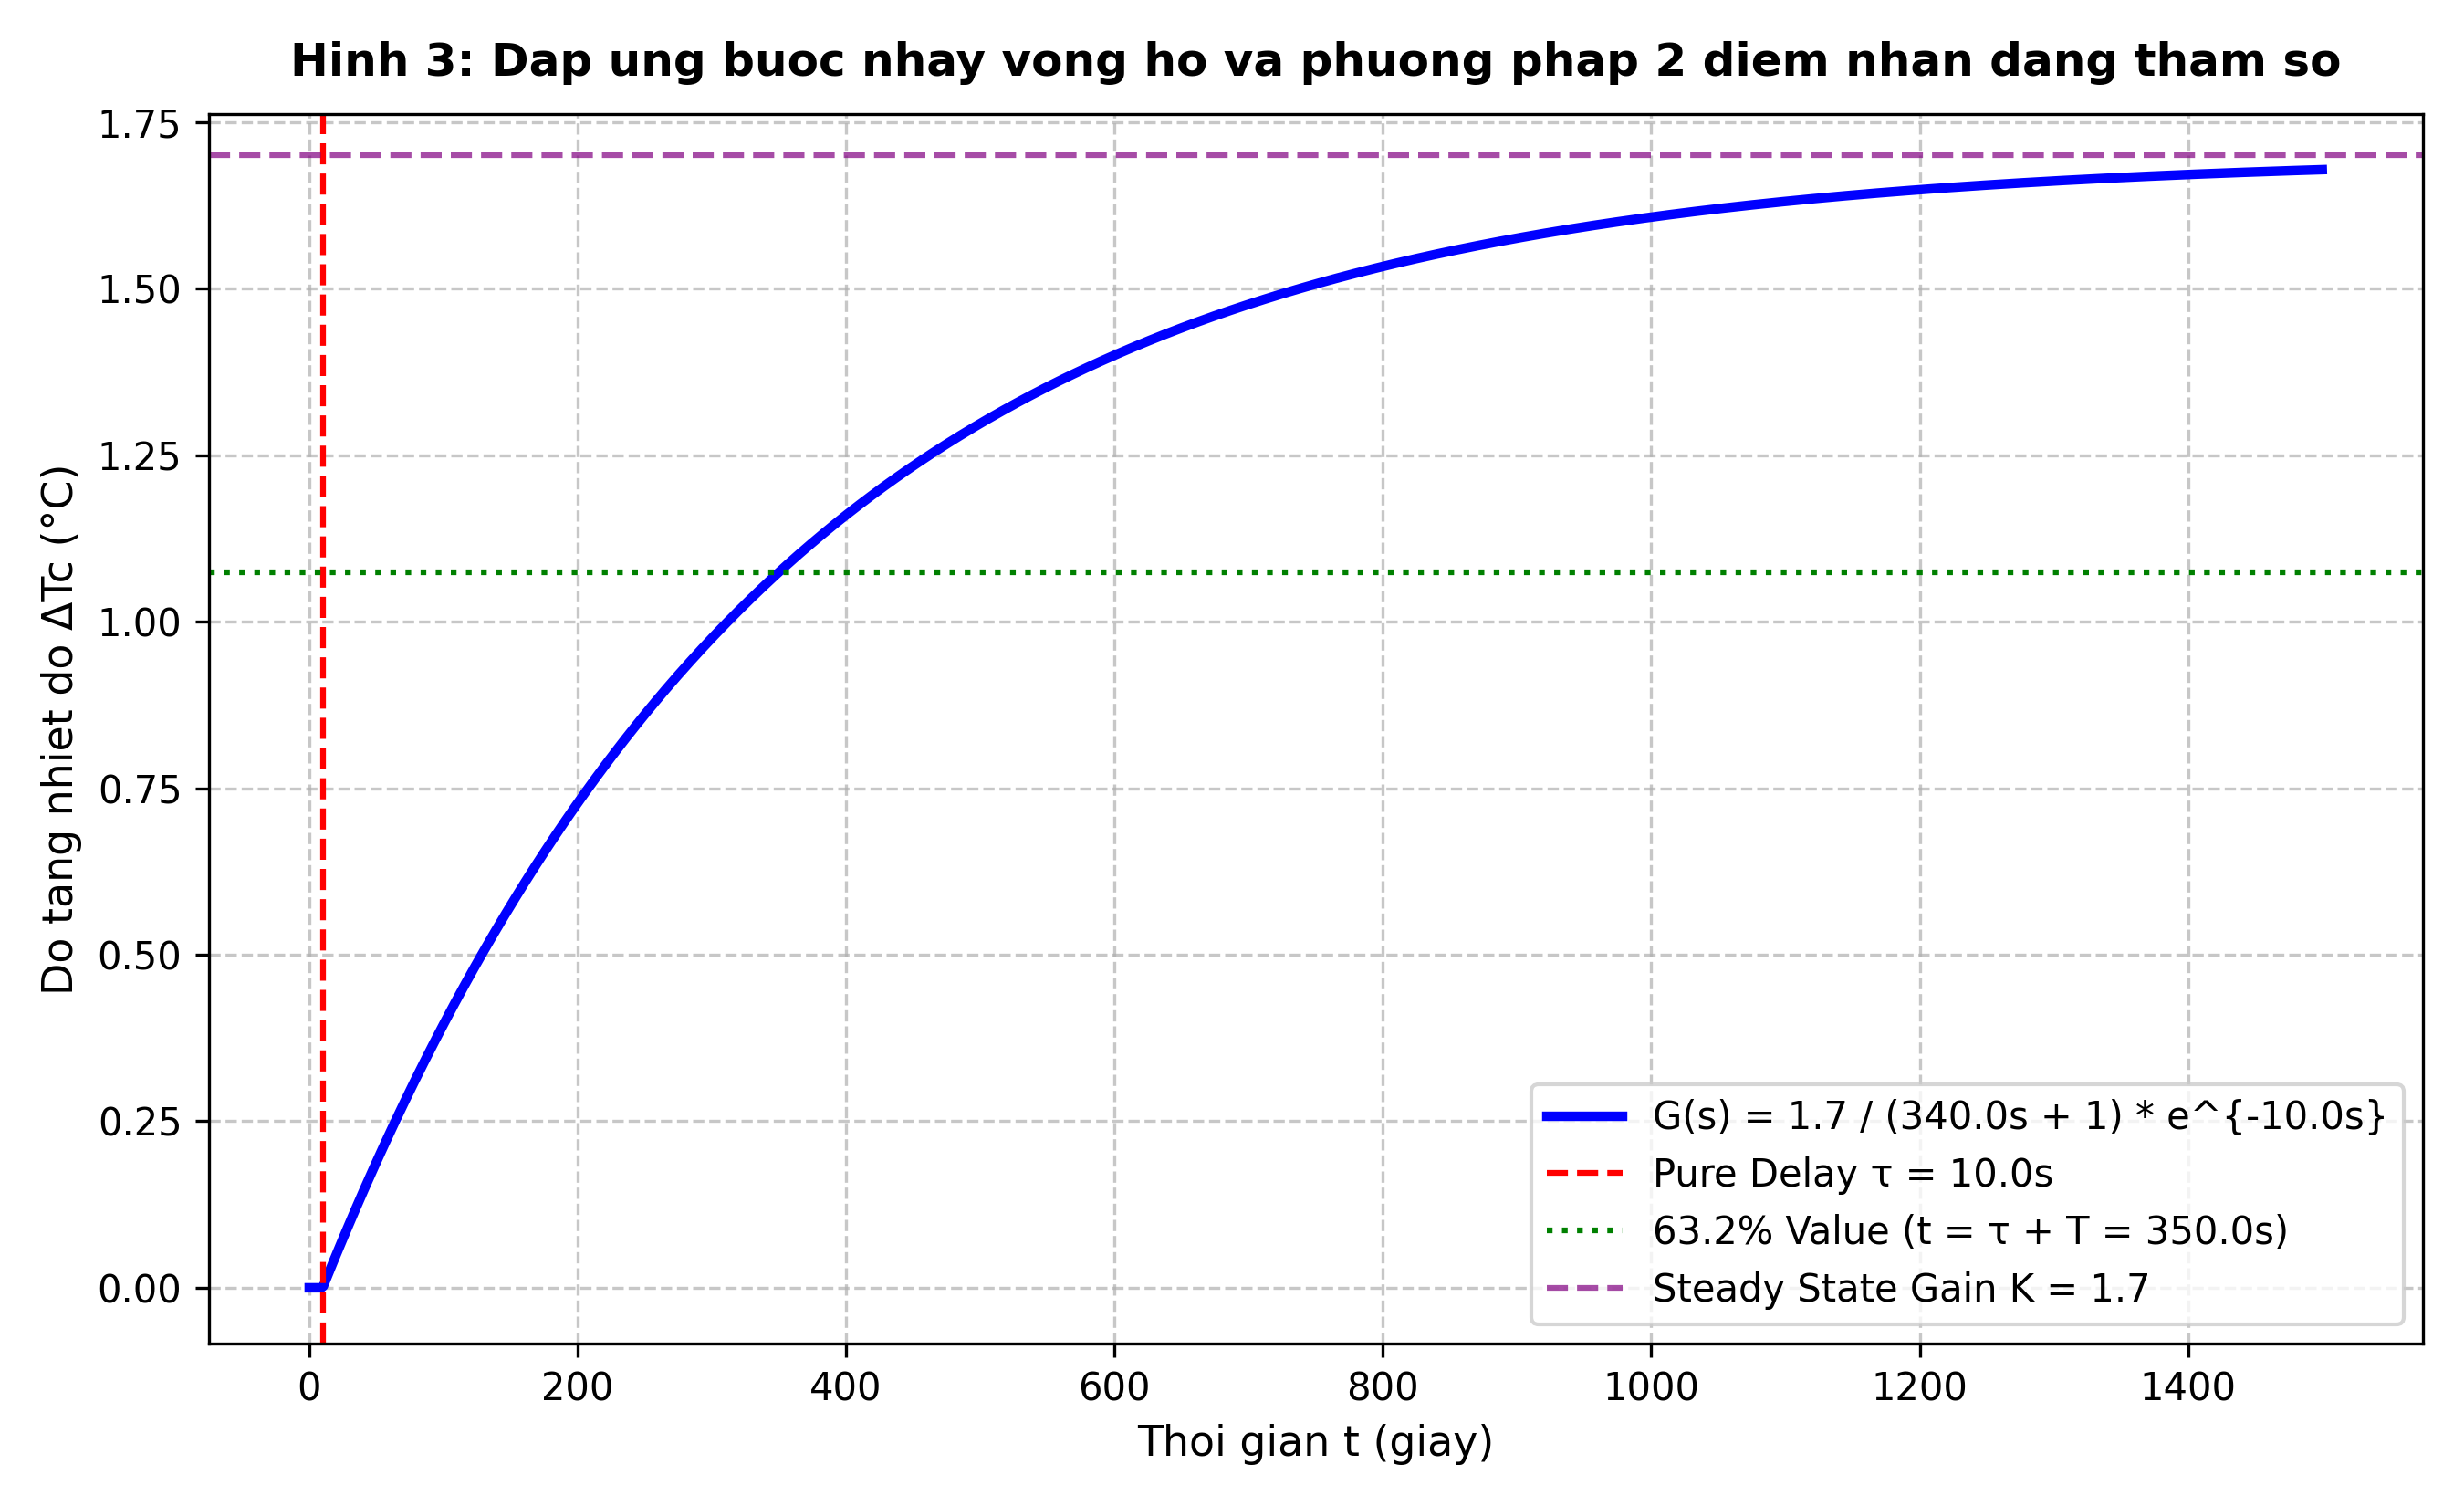 Hinh 3: Dap ung buoc nhay vong ho va phuong phap 2 diem nhan dang tham so
Do tang nhiet do ΔTc (°C)
1.75
1.50
1.25
1.00
0.75
0.50
0.25
0.00
G(s) = 1.7 / (340.0s + 1) * e^{-10.0s}
Pure Delay τ = 10.0s
63.2% Value (t = τ + T = 350.0s)
Steady State Gain K = 1.7
0 200 400 600 800 1000 1200 1400
Thoi gian t (giay)